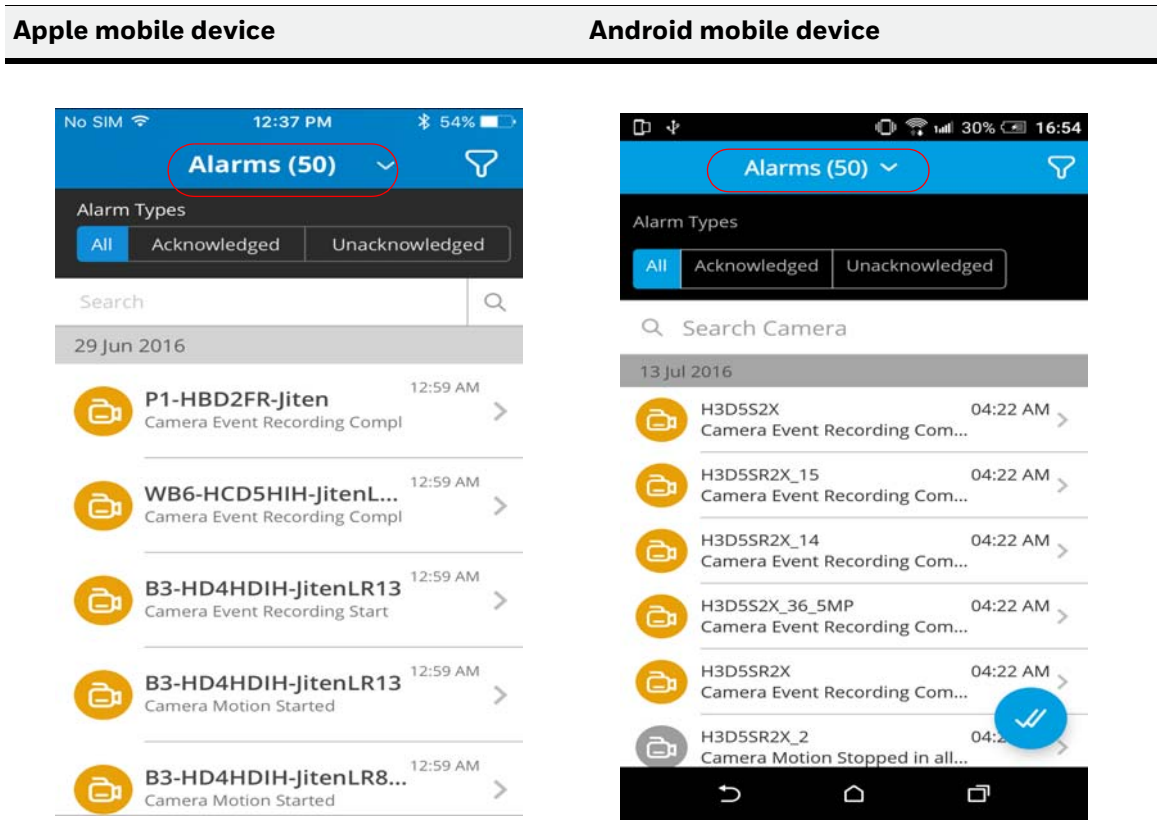 Apple mobile device
Android mobile device
No SIM 12:37 PM 54%
Alarms (50)
Alarm Types
All Acknowledged Unacknowledged
Search
29 Jun 2016
P1-HBD2FR-Jiten 12:59 AM
Camera Event Recording Compl
WB6-HCD5HIH-JitenL... 12:59 AM
Camera Event Recording Compl
B3-HD4HDIH-JitenLR13 12:59 AM
Camera Event Recording Start
B3-HD4HDIH-JitenLR13 12:59 AM
Camera Motion Started
B3-HD4HDIH-JitenLR8... 12:59 AM
Camera Motion Started
30% 16:54
Alarms (50)
Alarm Types
All Acknowledged Unacknowledged
Search Camera
13 Jul 2016
H3D5S2X 04:22 AM
Camera Event Recording Com...
H3D5SR2X_15 04:22 AM
Camera Event Recording Com...
H3D5SR2X_14 04:22 AM
Camera Event Recording Com...
H3D5S2X_36_5MP 04:22 AM
Camera Event Recording Com...
H3D5SR2X 04:22 AM
Camera Event Recording Com...
H3D5SR2X_2
Camera Motion Stopped in all...